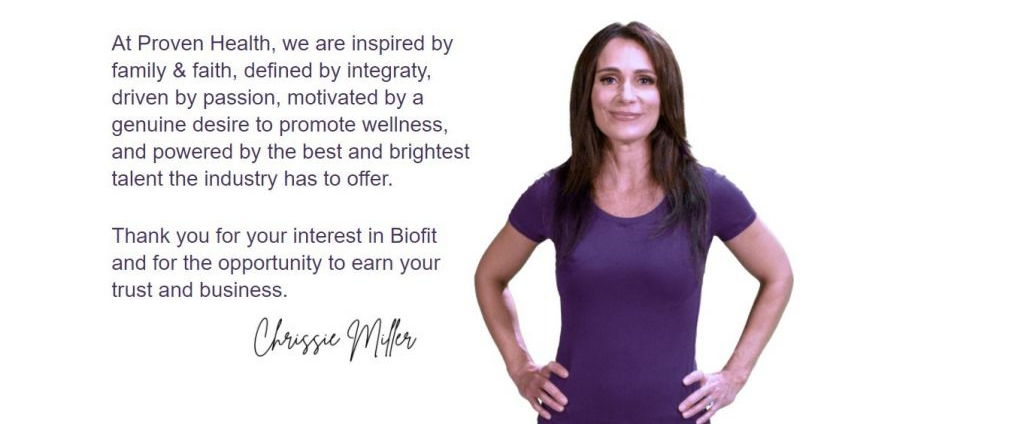 At Proven Health, we are inspired by
family & faith, defined by integraty,
driven by passion, motivated by a
genuine desire to promote wellness,
and powered by the best and brightest
talent the industry has to offer.
Thank you for your interest in Biofit
and for the opportunity to earn your
trust and business.
Chrissie Miller